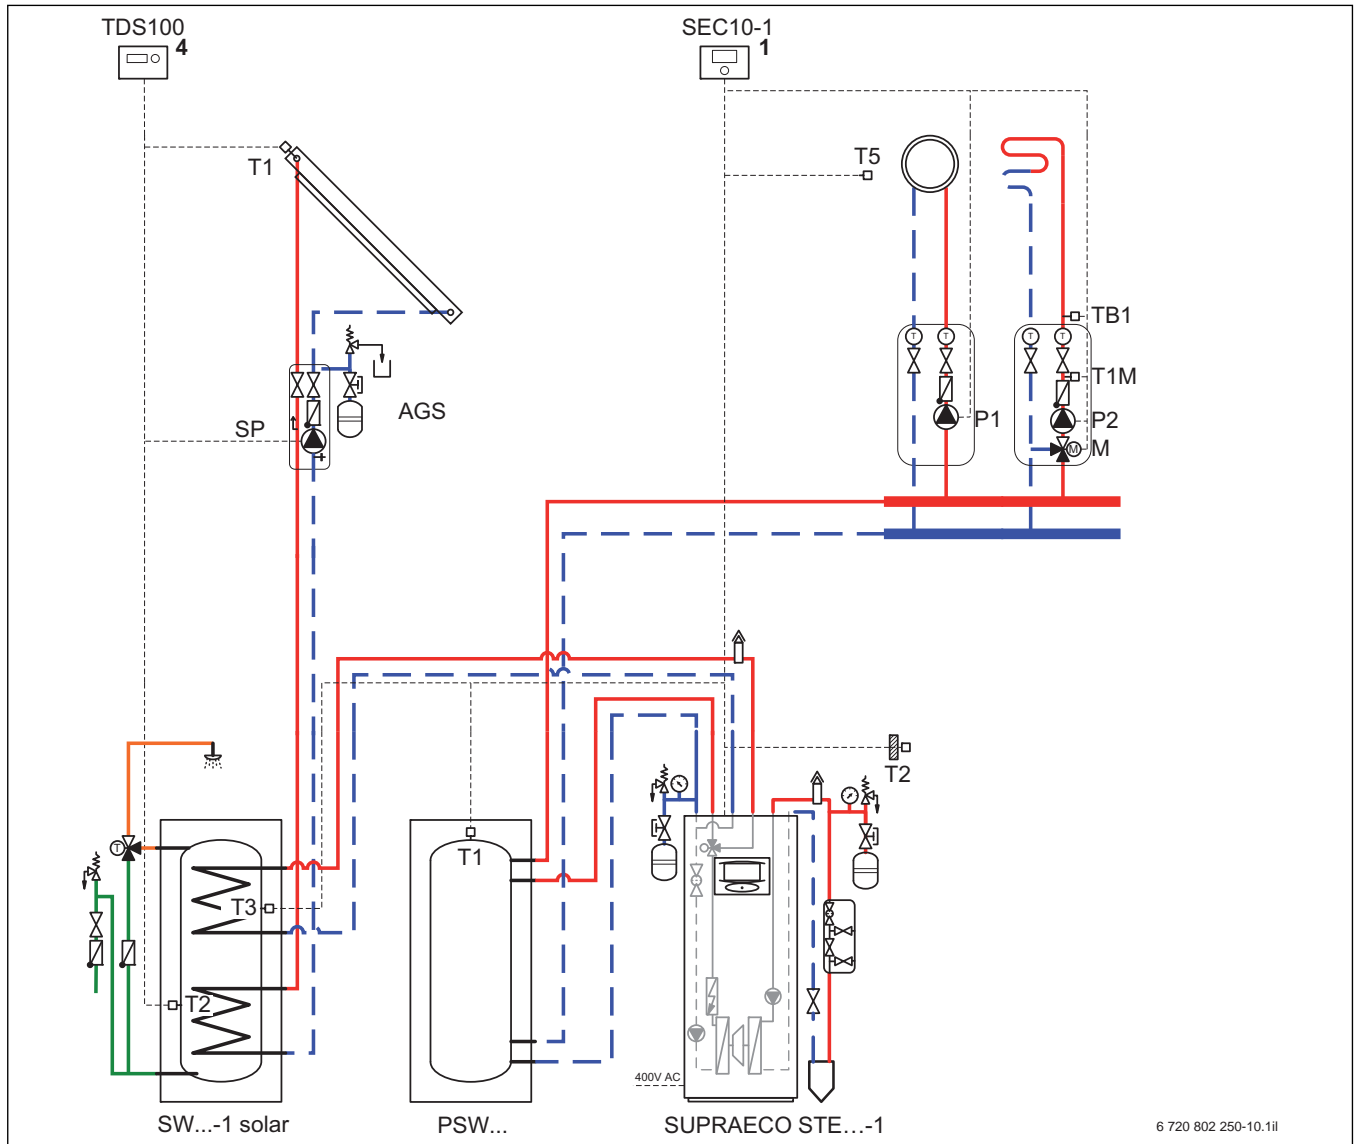 TDS100
4
SEC10-1
1
T1
T5
TB1
T
T
T
T
T1M
AGS
SP
P1
P2
M
M
T2
T
T1
T3
T2
400V AC
SW...-1 solar
PSW...
SUPRAECO STE...-1
6 720 802 250-10.1il